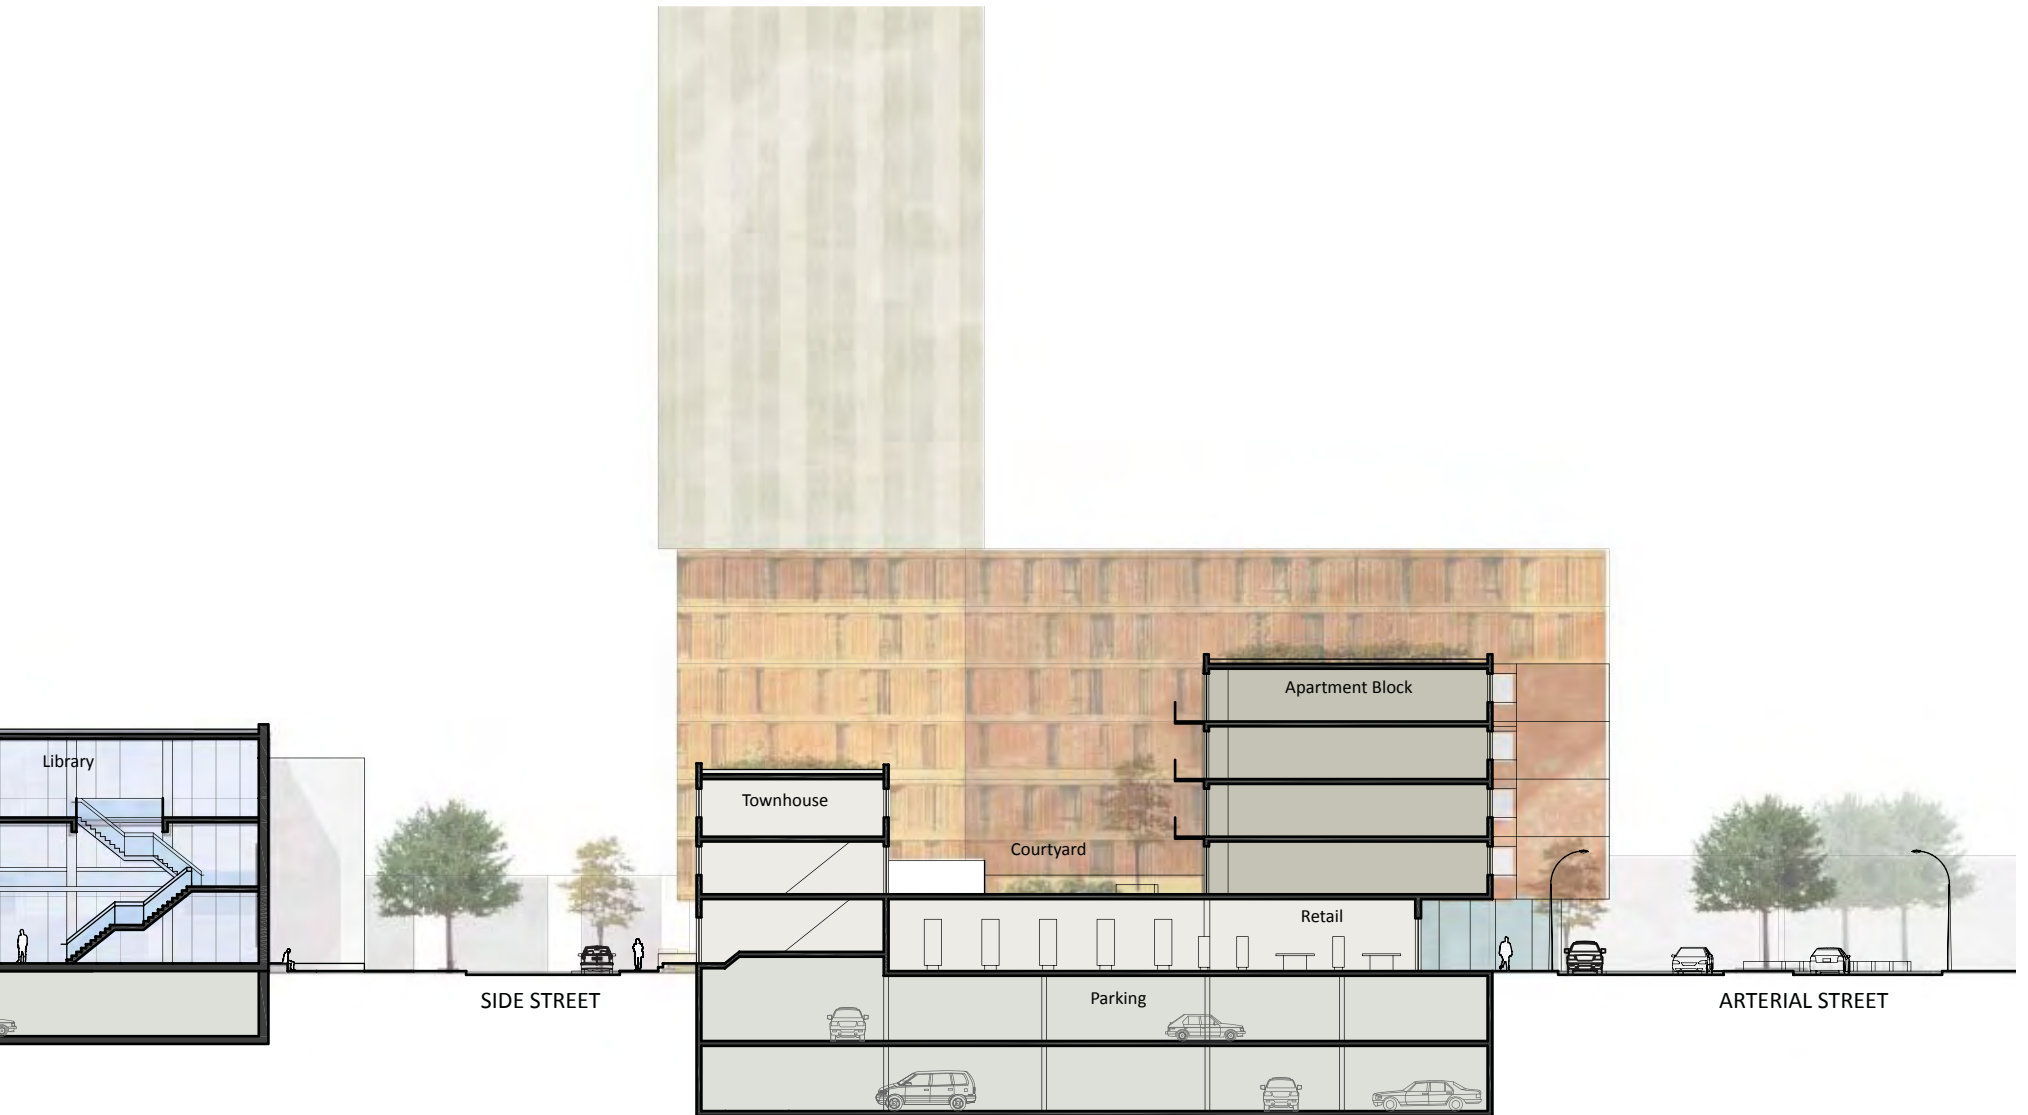 Apartment Block
Library
Townhouse
Courtyard
Retail
Parking
SIDE STREET
ARTERIAL STREET